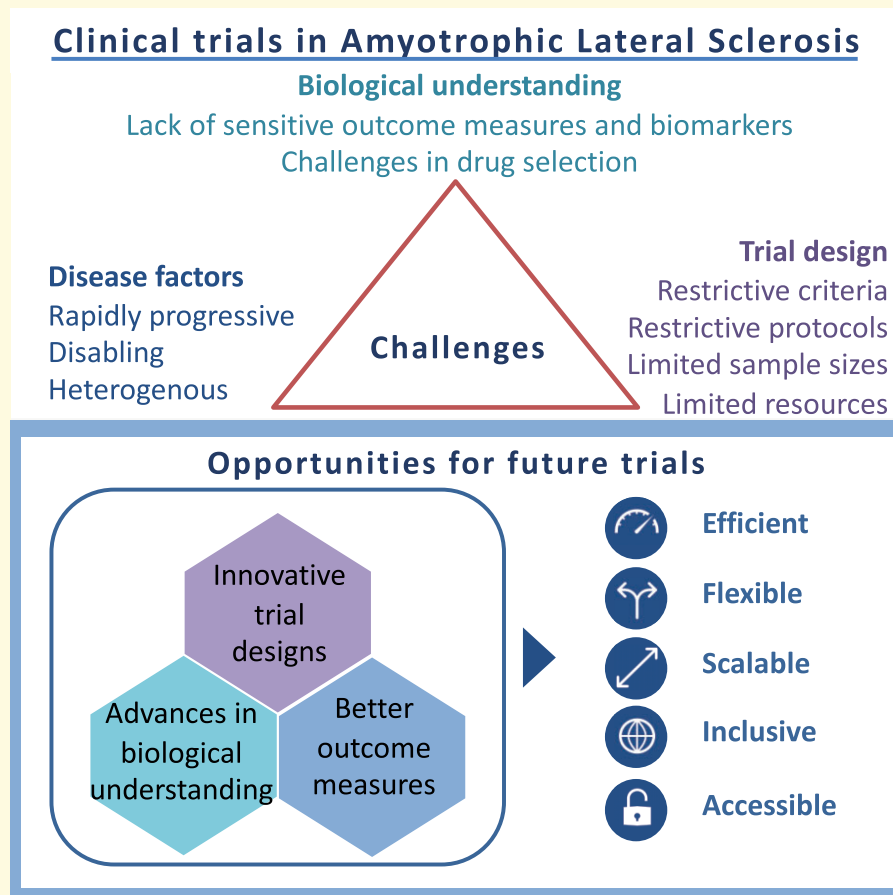 Clinical trials in Amyotrophic Lateral Sclerosis
Biological understanding
Lack of sensitive outcome measures and biomarkers
Challenges in drug selection
Disease factors
Rapidly progressive
Disabling
Heterogenous
Challenges
Trial design
Restrictive criteria
Restrictive protocols
Limited sample sizes
Limited resources
Opportunities for future trials
Innovative
trial
designs
Advances in
biological
understanding
Better
outcome
measures
Efficient
Flexible
Scalable
Inclusive
Accessible